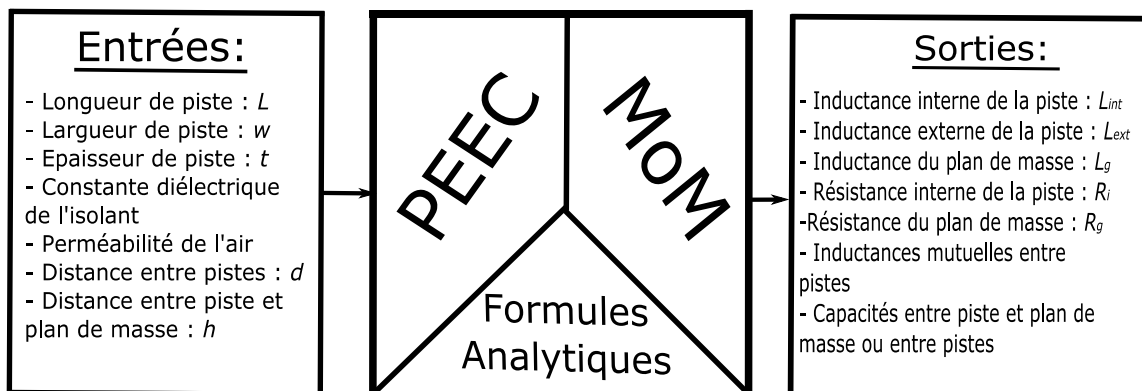 Entrées:
- Longueur de piste : L
- Largueur de piste : w
- Epaisseur de piste : t
- Constante diélectrique
de l'isolant
- Perméabilité de l'air
- Distance entre pistes : d
- Distance entre piste et
plan de masse : h
PEEC
MoM
Formules
Analytiques
Sorties:
- Inductance interne de la piste : Lint
- Inductance externe de la piste : Lext
- Inductance du plan de masse : Lg
- Résistance interne de la piste : Ri
-Résistance du plan de masse : Rg
- Inductances mutuelles entre
pistes
- Capacités entre piste et plan de
masse ou entre pistes